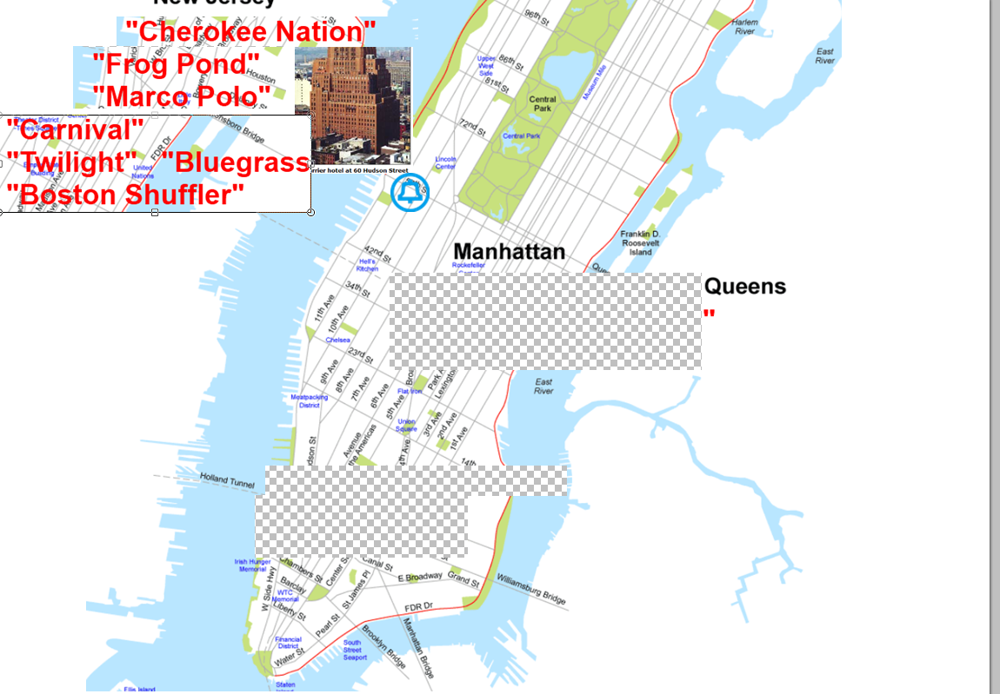 New Jersey
"Cherokee Nation"
"Frog Pond"
"Marco Polo"
"Carnival"
"Twilight" "Bluegrass
"Boston Shuffler"
Houston
FDR Dr
United
Nations
Bridge
rrier hotel at 60 Hudson Street
96th St
86th St
81st St
72nd St
Upper
West
Side
Museum Mile
Central
Park
Central Park
Lincoln
Center
Harlem
River
East
River
Franklin D.
Roosevelt
Island
Manhattan
Rockefeller
Queens
"
42nd St
Hell's
Kitchen
34th St
11th Ave
10th Ave
Chelsea
23rd St
9th Ave
8th Ave
7th Ave
6th Ave
5th Ave
Flat Iron
Park A
Lexington
Meatpacking
District
Union
Square
3rd Ave
2nd Ave
1st Ave
Avenue
the Americas
4th Ave
14th
dson St
East
River
Holland Tunnel
Irish Hunger
Memorial
Chambers St
Barclay
Center S
Canal St
E Broadway
Grand St
Williamsburg Bridge
W Side Hwy
WTC
Memorial
Liberty St
St James Pl
Pearl St
FDR Dr
Financial
District
Water St
South
Street
Seaport
Brooklyn Bridge
Manhattan Bridge
Staten
Ellis Island